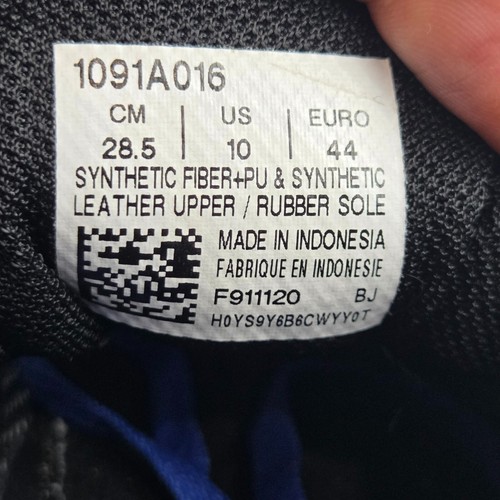 1091A016
CM | US | EURO
28.5 | 10 | 44
SYNTHETIC FIBER+PU & SYNTHETIC
LEATHER UPPER / RUBBER SOLE
MADE IN INDONESIA
FABRIQUE EN INDONESIE
F911120 BJ
H0YS9Y6B6CWYY0T